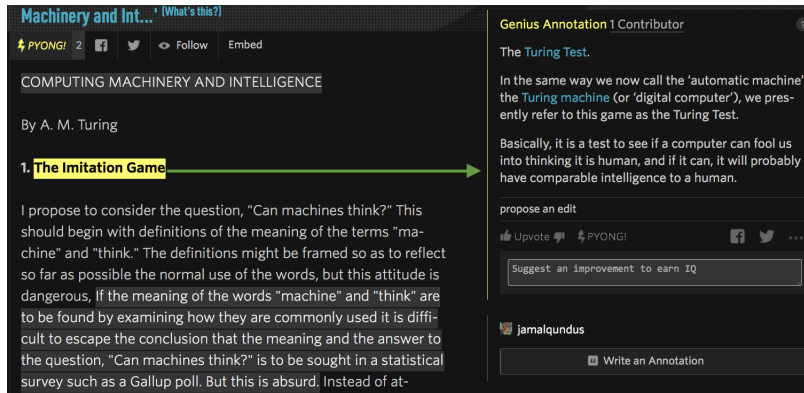 Machinery and Int...' [What's this?]
PYONG! 2 Follow Embed
COMPUTING MACHINERY AND INTELLIGENCE
By A. M. Turing
1. The Imitation Game
I propose to consider the question, "Can machines think?" This
should begin with definitions of the meaning of the terms "ma-
chine" and "think." The definitions might be framed so as to reflect
so far as possible the normal use of the words, but this attitude is
dangerous, If the meaning of the words "machine" and "think" are
to be found by examining how they are commonly used it is diffi-
cult to escape the conclusion that the meaning and the answer to
the question, "Can machines think?" is to be sought in a statistical
survey such as a Gallup poll. But this is absurd. Instead of at-
Genius Annotation 1 Contributor
The Turing Test.
In the same way we now call the 'automatic machine'
the Turing machine (or 'digital computer'), we pres-
ently refer to this game as the Turing Test.
Basically, it is a test to see if a computer can fool us
into thinking it is human, and if it can, it will probably
have comparable intelligence to a human.
propose an edit
Upvote PYONG! ...
Suggest an improvement to earn IQ
jamalqundus
Write an Annotation